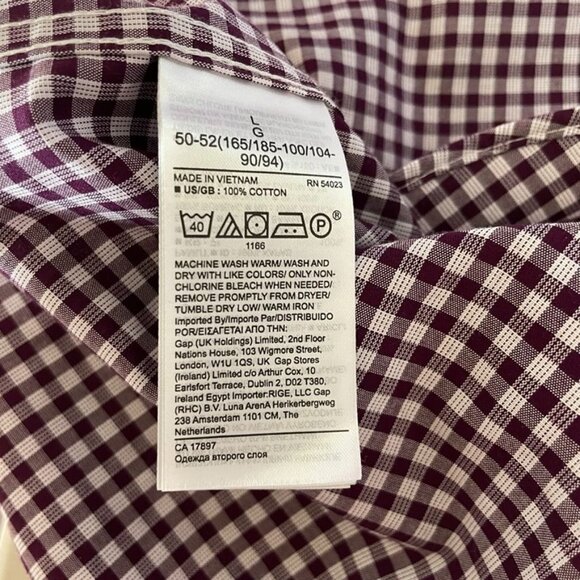 L
G
50-52(165/185-100/104-
90/94)
MADE IN VIETNAM RN 54023
■ US/GB : 100% COTTON
40 P ®
1166
MACHINE WASH WARM/ WASH AND
DRY WITH LIKE COLORS/ ONLY NON-
CHLORINE BLEACH WHEN NEEDED/
REMOVE PROMPTLY FROM DRYER/
TUMBLE DRY LOW/ WARM IRON
Imported By/Importe Par/DISTRIBUIDO
POR/ΕΙΣΑΓΕΤΑΙ ΑΠΟ ΤΗΝ:
Gap (UK Holdings) Limited, 2nd Floor
Nations House, 103 Wigmore Street,
London, W1U 1QS, UK Gap Stores
(Ireland) Limited c/o Arthur Cox, 10
Earlsfort Terrace, Dublin 2, D02 T380,
Ireland Egypt Importer:RIGE, LLC Gap
(RHC) B.V. Luna ArenA Herikerbergweg
238 Amsterdam 1101 CM, The
Netherlands
CA 17897
Одежда второго слоя